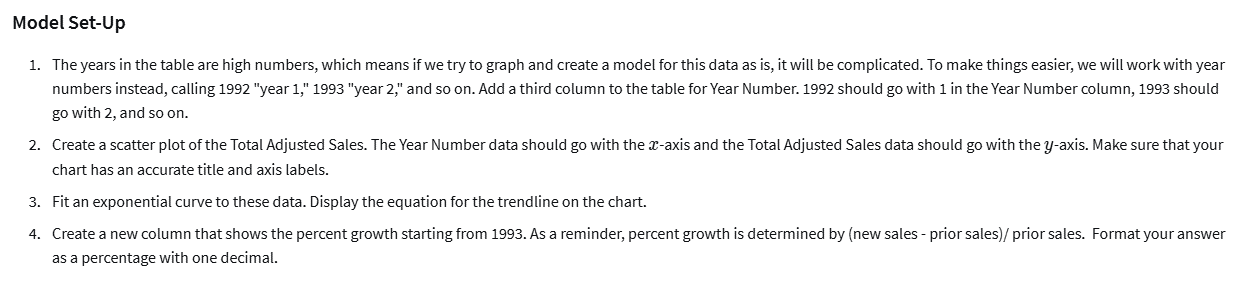 Model Set-Up
1. The years in the table are high numbers, which means if we try to graph and create a model for this data as is, it will be complicated. To make things easier, we will work with year
numbers instead, calling 1992 "year 1," 1993 "year 2," and so on. Add a third column to the table for Year Number. 1992 should go with 1 in the Year Number column, 1993 should
go with 2, and so on.
2. Create a scatter plot of the Total Adjusted Sales. The Year Number data should go with the x-axis and the Total Adjusted Sales data should go with the y-axis. Make sure that your
chart has an accurate title and axis labels.
3. Fit an exponential curve to these data. Display the equation for the trendline on the chart.
4. Create a new column that shows the percent growth starting from 1993. As a reminder, percent growth is determined by (new sales - prior sales)/ prior sales. Format your answer
as a percentage with one decimal.